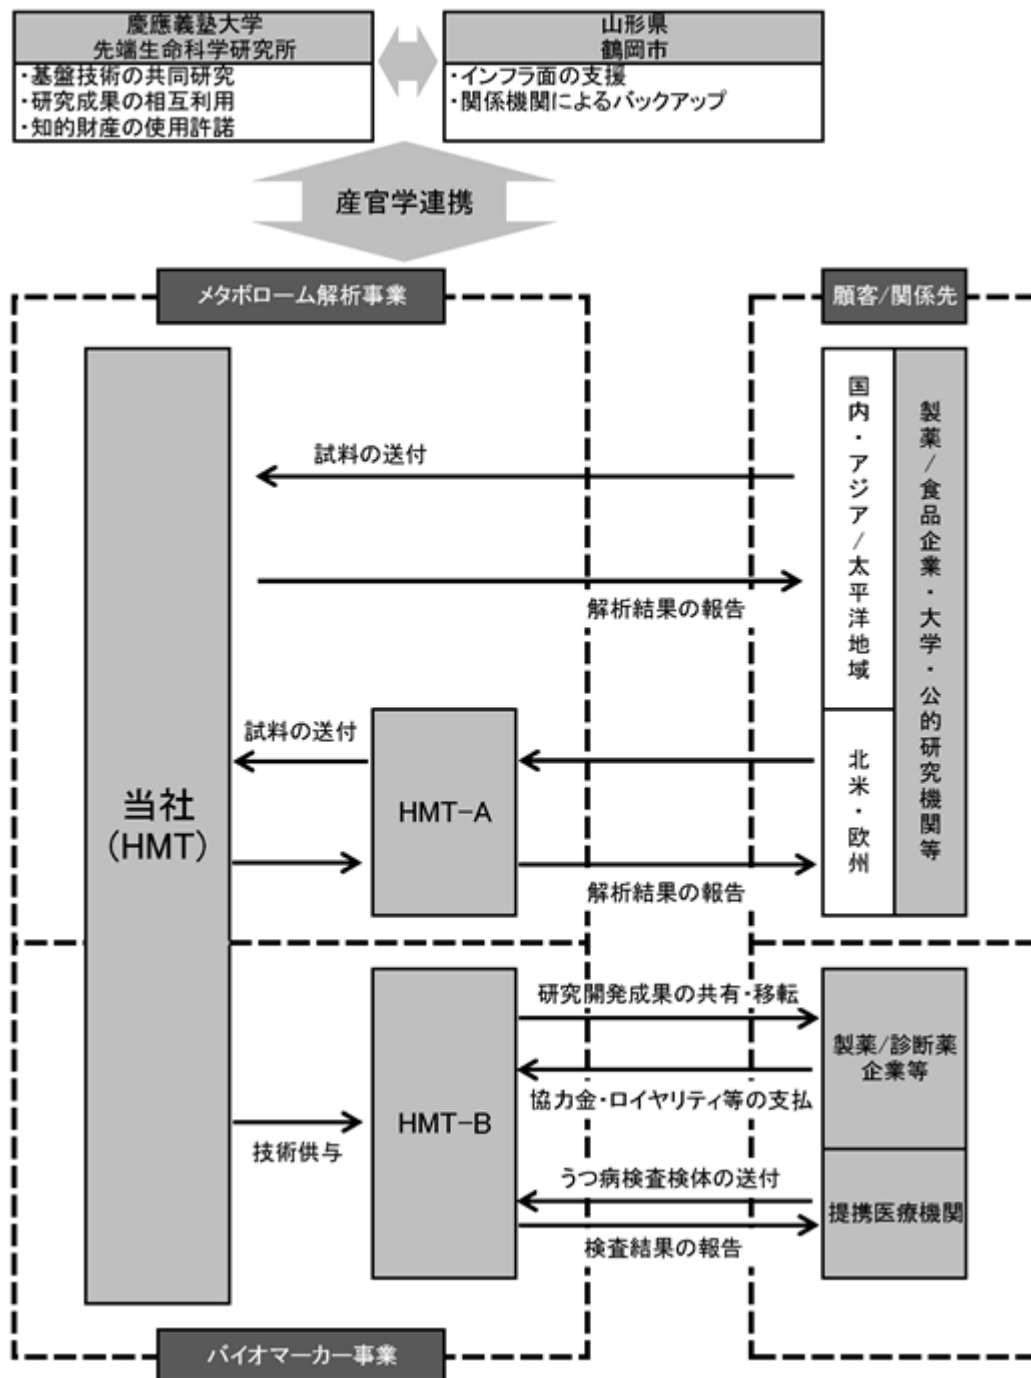 慶應義塾大学
先端生命科学研究所
・基盤技術の共同研究
・研究成果の相互利用
・知的財産の使用許諾
山形県
鶴岡市
・インフラ面の支援
・関係機関によるバックアップ
産官学連携
メタボローム解析事業
顧客/関係先
当社
(HMT)
試料の送付
解析結果の報告
国内・アジア/太平洋地域
製薬/食品企業・大学・公的研究機関等
試料の送付
HMT-A
解析結果の報告
北米・欧州
技術供与
HMT-B
研究開発成果の共有・移転
協力金・ロイヤリティ等の支払
製薬/診断薬
企業等
うつ病検査検体の送付
検査結果の報告
提携医療機関
バイオマーカー事業